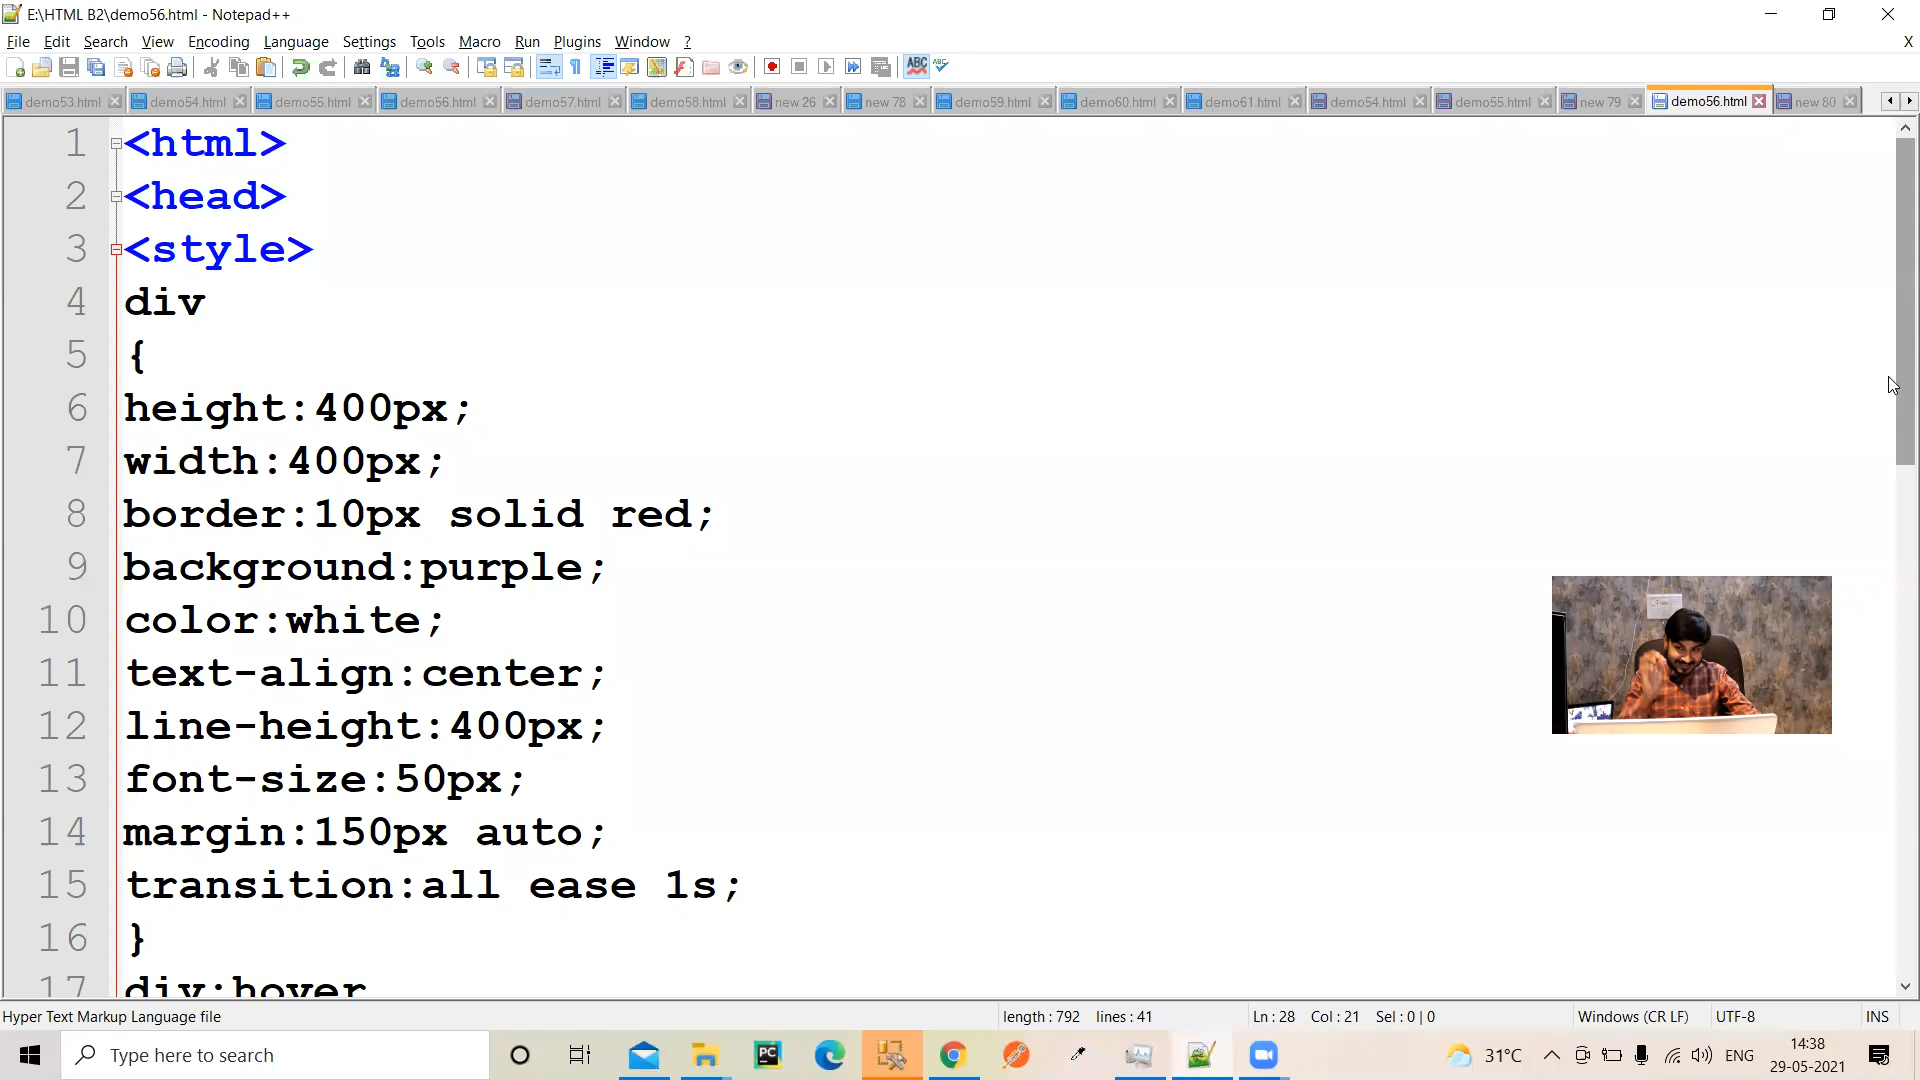 E:\HTML B2\demo56.html - Notepad++
File Edit Search View Encoding Language Settings Tools Macro Run Plugins Window ? X
demo53.html demo54.html demo55.html demo56.html demo57.html demo58.html new 26 new 78 demo59.html demo60.html demo61.html demo54.html demo55.html new 79 demo56.html new 80
1 <html>
2 <head>
3 <style>
4 div
5 {
6 height:400px;
7 width:400px;
8 border:10px solid red;
9 background:purple;
10 color:white;
11 text-align:center;
12 line-height:400px;
13 font-size:50px;
14 margin:150px auto;
15 transition:all ease 1s;
16 }
17 div:hover
Hyper Text Markup Language file length : 792 lines : 41 Ln : 28 Col : 21 Sel : 0 | 0 Windows (CR LF) UTF-8 INS
Type here to search PC 31°C ENG 14:38
29-05-2021